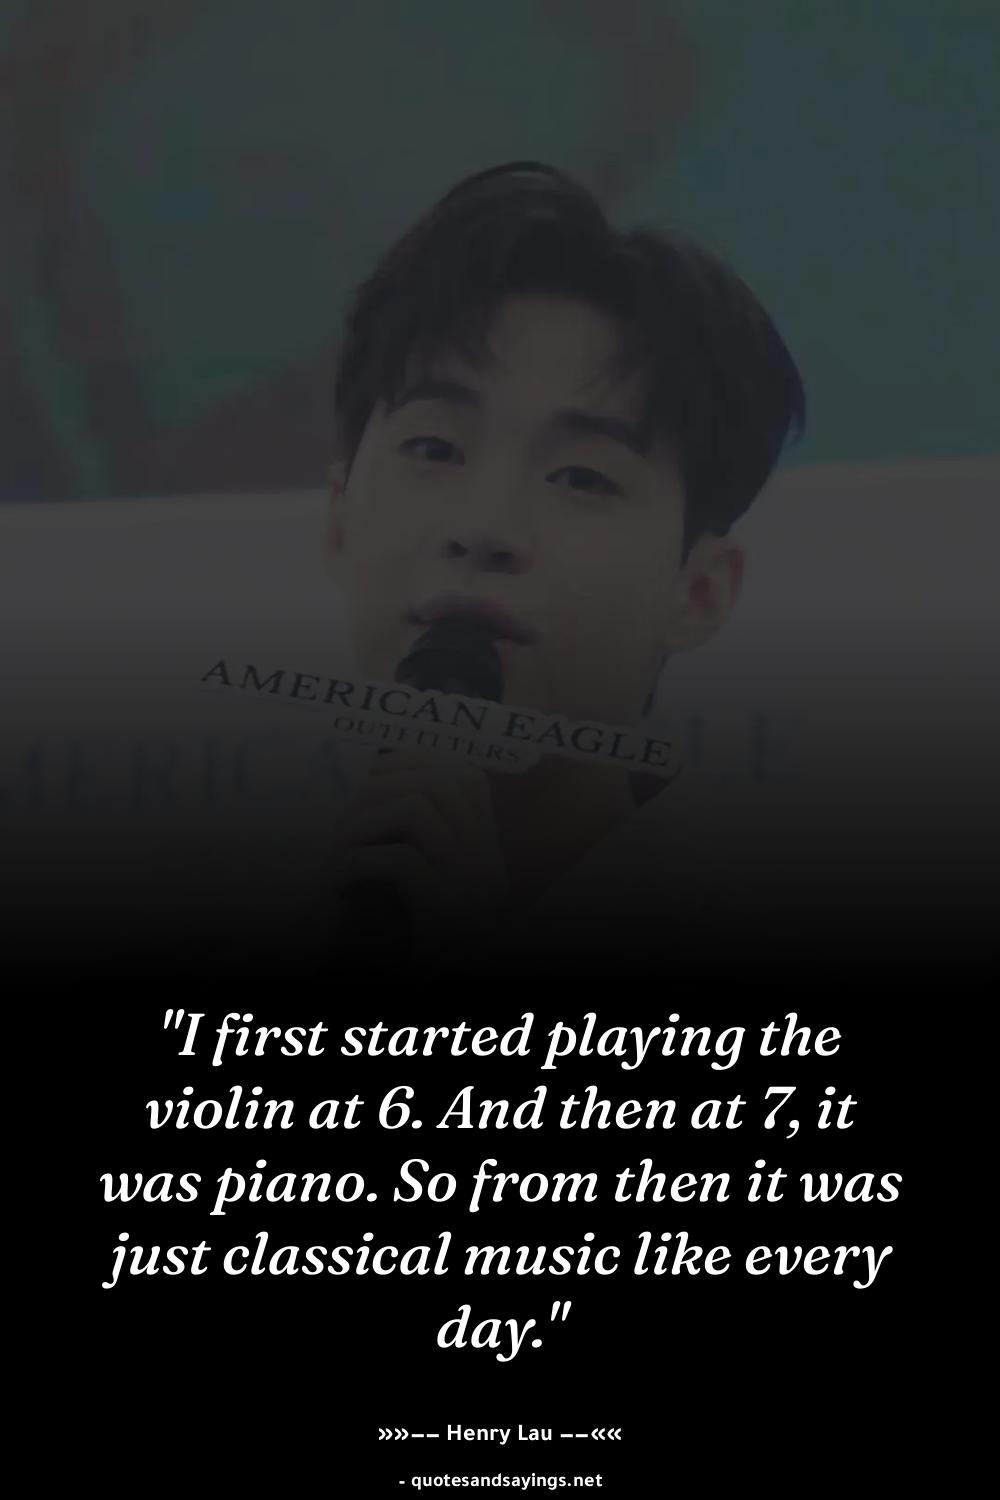 AMERICAN EAGLE
OUTFITTERS
"I first started playing the
violin at 6. And then at 7, it
was piano. So from then it was
just classical music like every
day."
»»–– Henry Lau ––««
- quotesandsayings.net